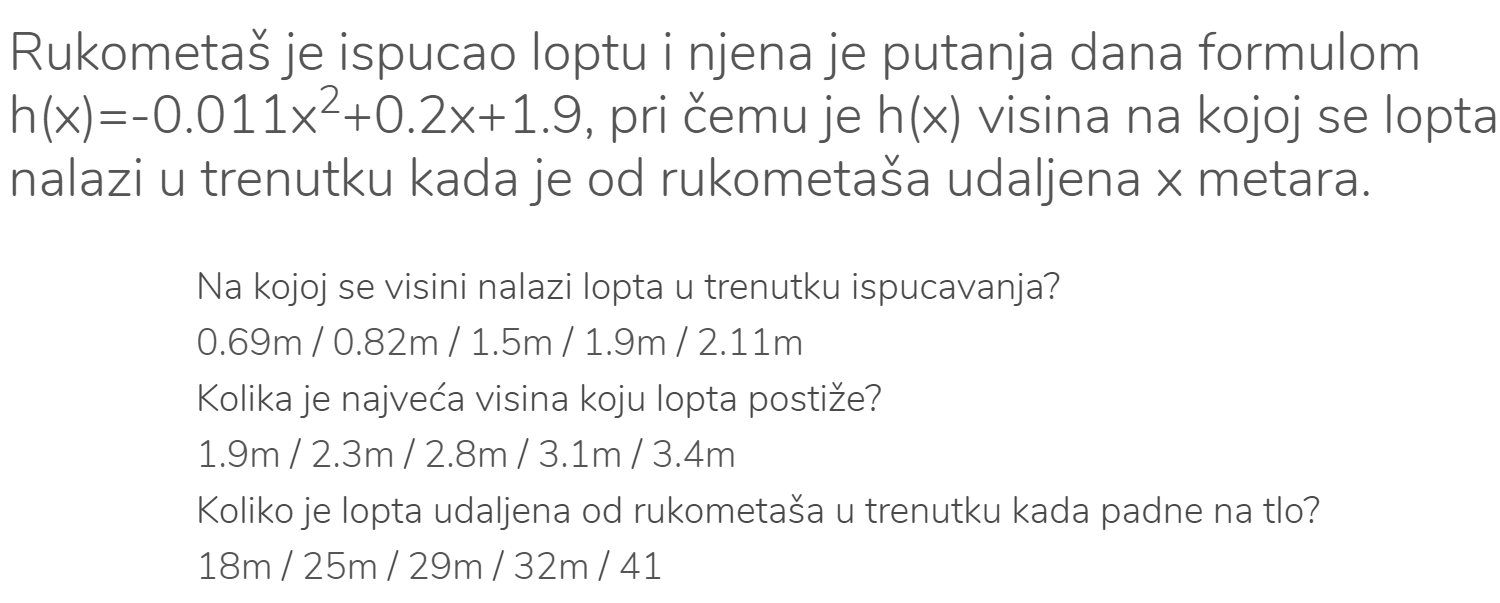 Rukometaš je ispucao loptu i njena je putanja dana formulom
h(x)=-0.011x²+0.2x+1.9, pri čemu je h(x) visina na kojoj se lopta
nalazi u trenutku kada je od rukometaša udaljena x metara.
Na kojoj se visini nalazi lopta u trenutku ispucavanja?
0.69m / 0.82m / 1.5m / 1.9m / 2.11m
Kolika je najveća visina koju lopta postiže?
1.9m / 2.3m / 2.8m / 3.1m / 3.4m
Koliko je lopta udaljena od rukometaša u trenutku kada padne na tlo?
18m / 25m / 29m / 32m / 41